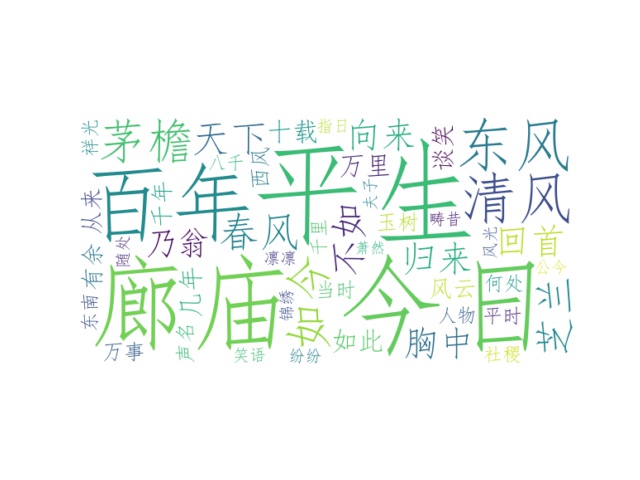 祥光
茅檐
天下
十载
指日
向来
谈笑
东风
八千
西风
万里
百年
平生
清风
千年
夫子
从来
春风
不如
玉树
畴昔
乃翁
随处
凛凛
千里
萧然
归来
风光
回首
东南
有余
廊庙
几年
锦绣
如今
当时
今日
风云
何处
公今
芝兰
声名
人物
平时
万事
笑语
纷纷
如此
胸中
社稷